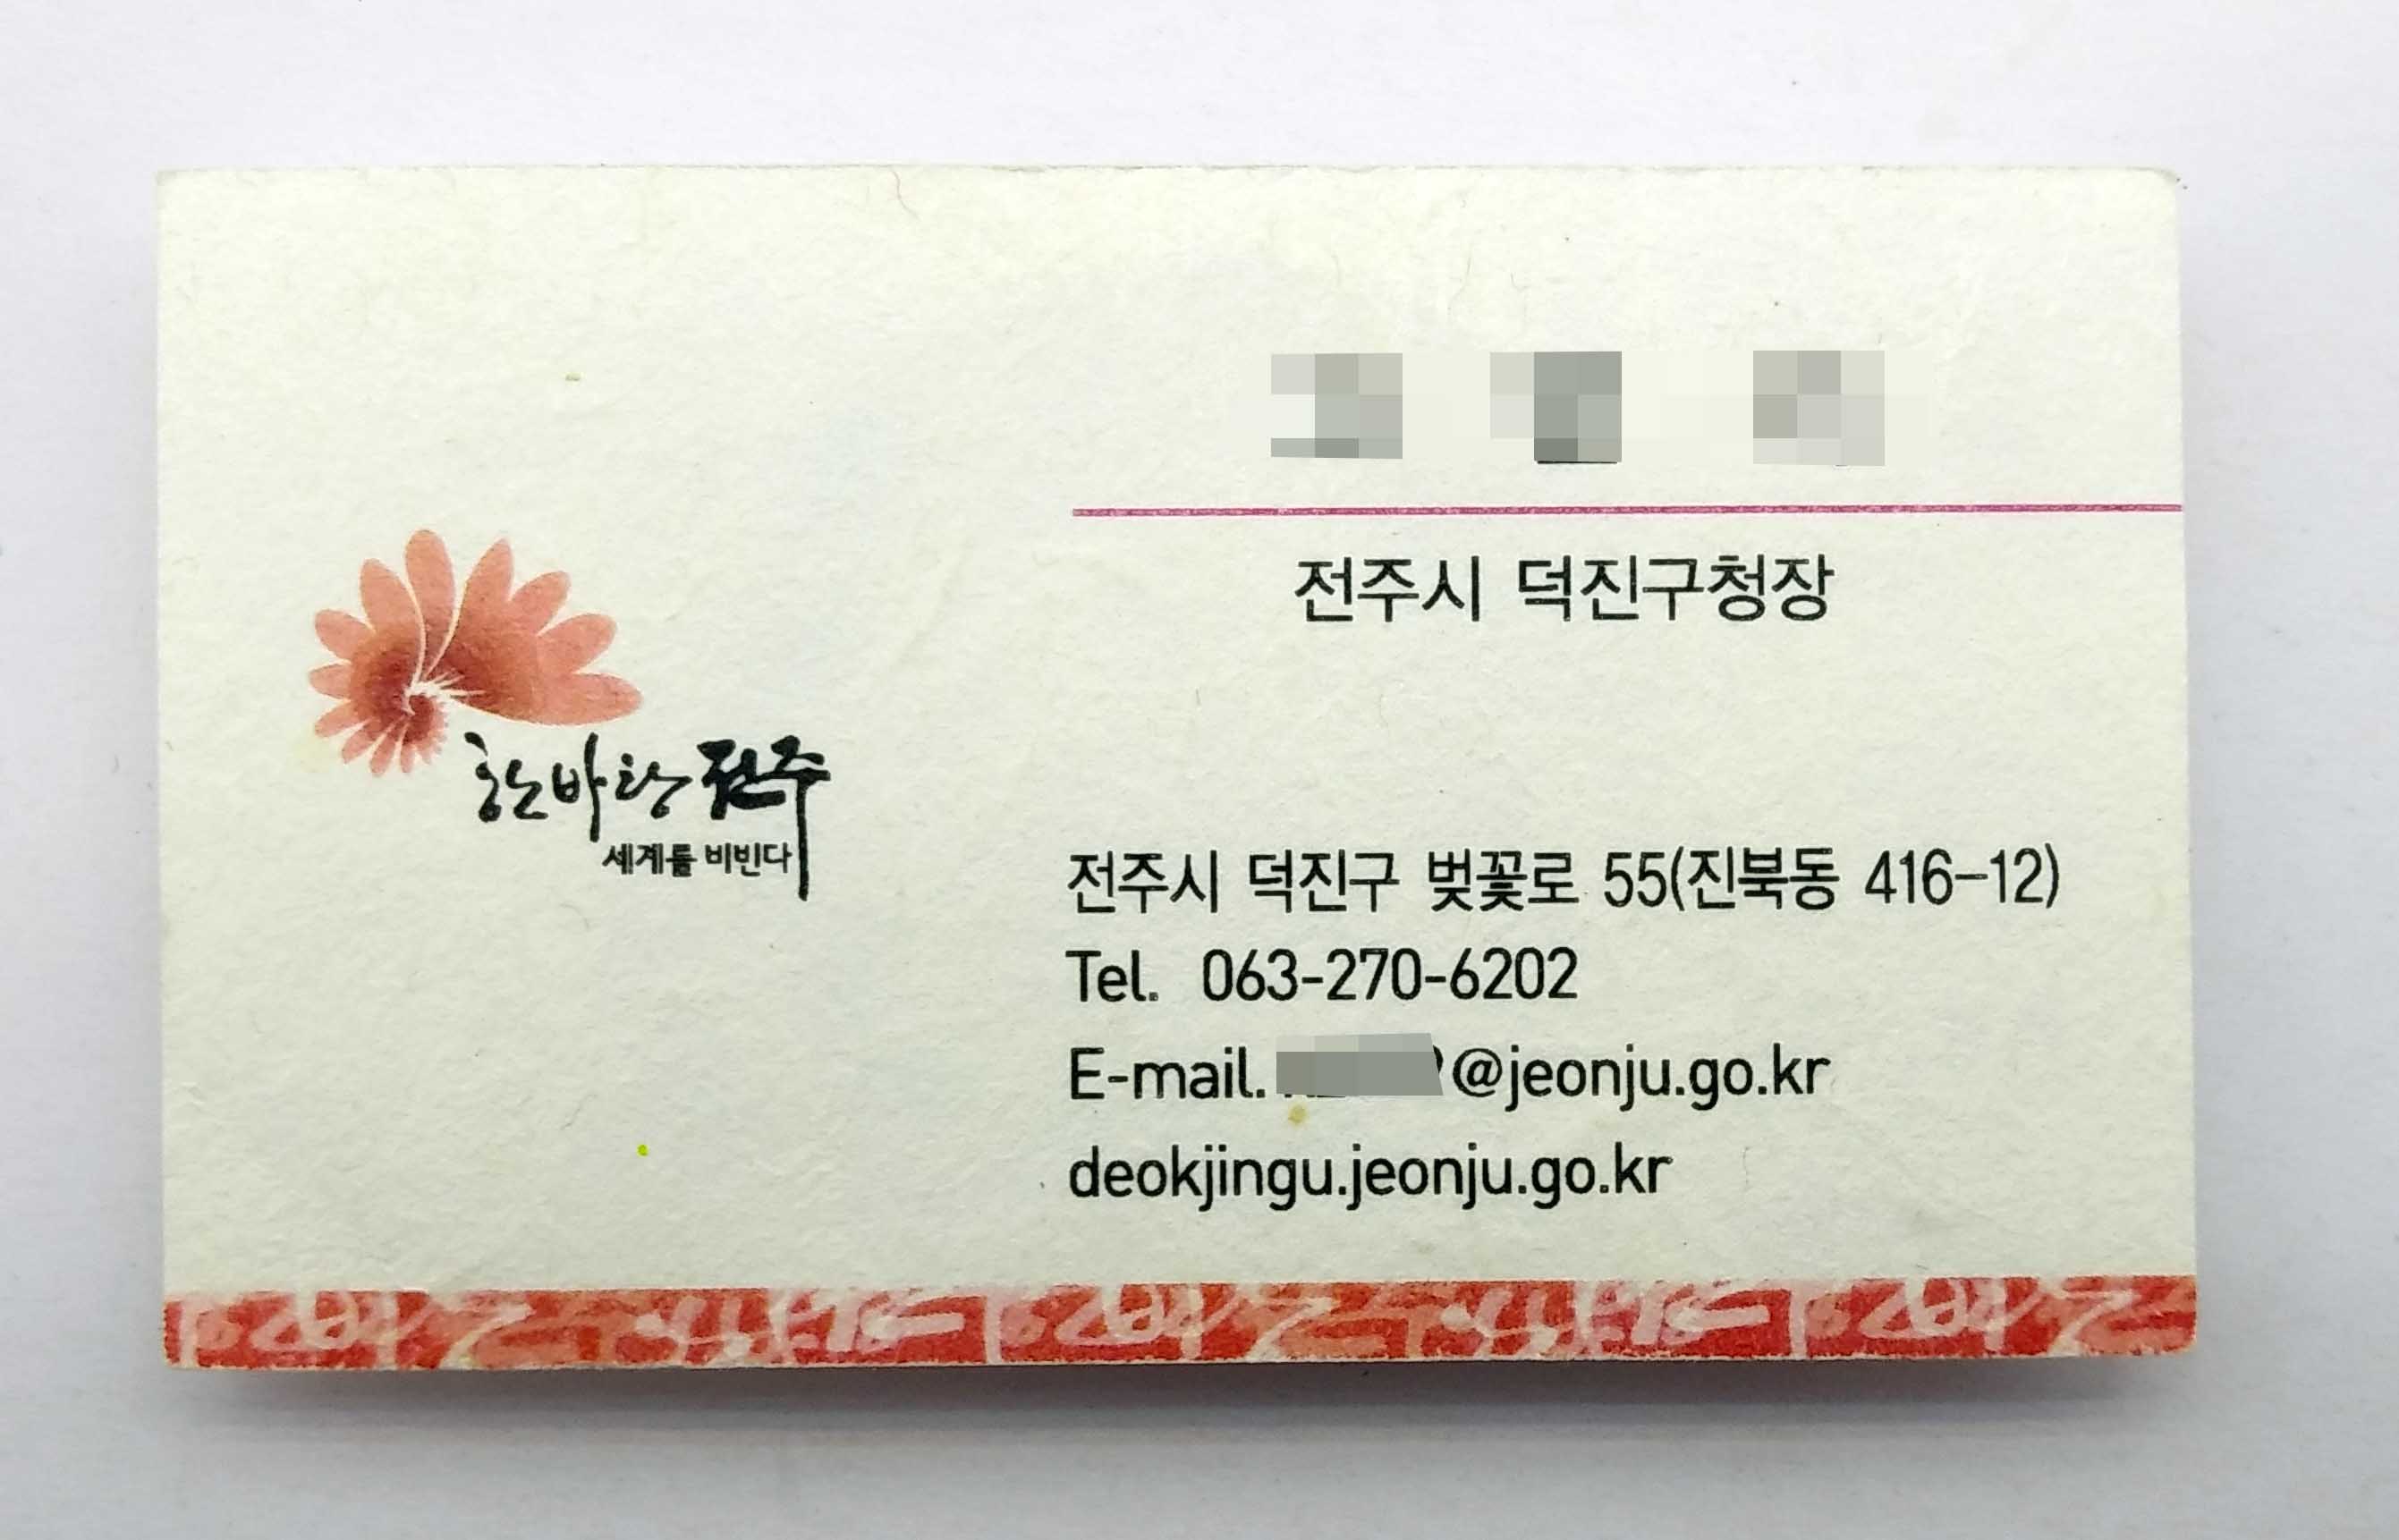 한바탕 전주
세계를 비빈다
전주시 덕진구청장
전주시 덕진구 벚꽃로 55(진북동 416-12)
Tel. 063-270-6202
E-mail. @jeonju.go.kr
deokjingu.jeonju.go.kr